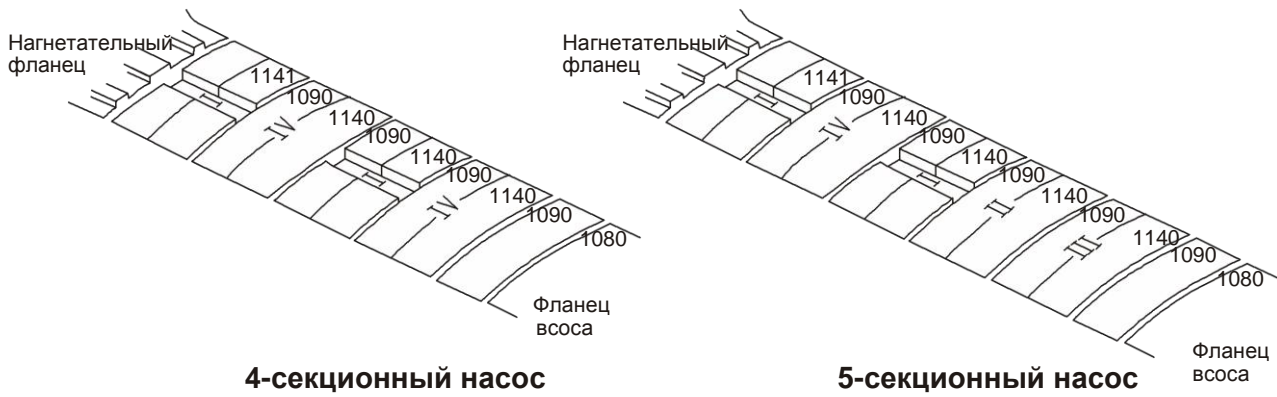 Нагнетательный
фланец
1141
1090
I
IV
1140
1090
1140
1090
I
IV
1140
1090
1080
Фланец
всоса
4-секционный насос
Нагнетательный
фланец
1141
1090
I
IV
1140
1090
1140
1090
I
II
1140
1090
III
1140
1090
1080
Фланец
всоса
5-секционный насос